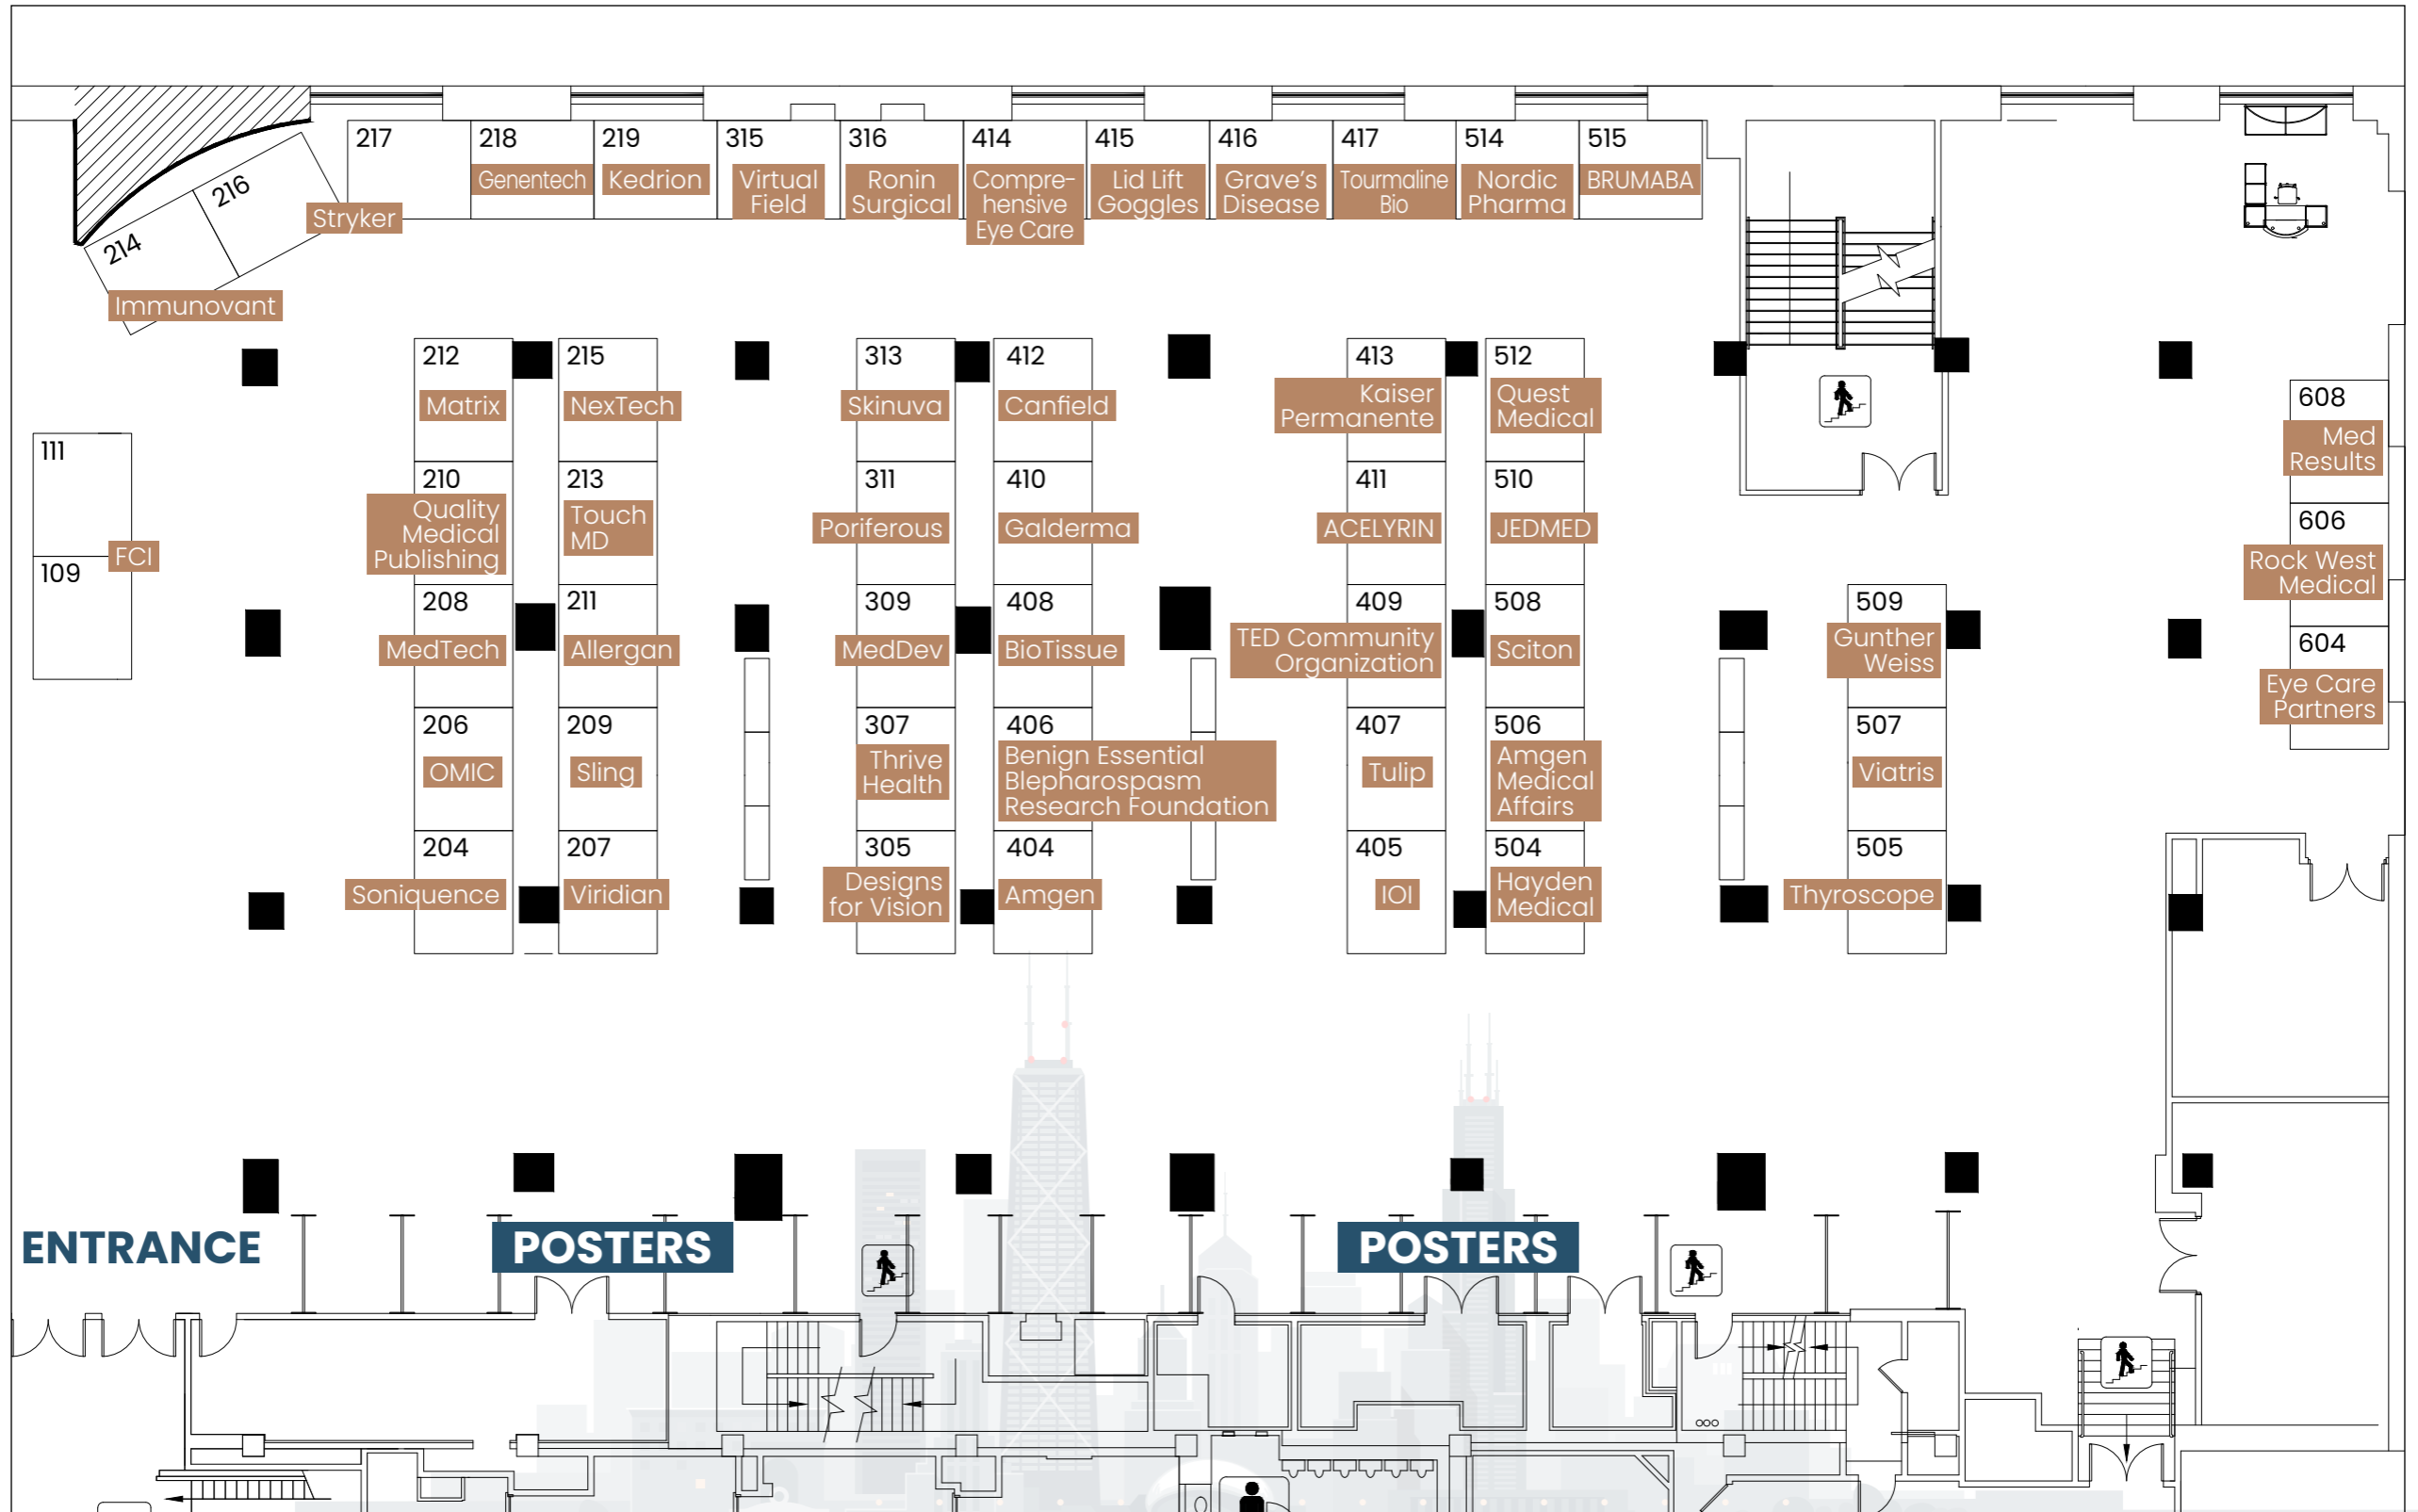 217
218
Genentech
219
Kedrion
315
Virtual
Field
316
Ronin
Surgical
414
Compre-
hensive
Eye Care
415
Lid Lift
Goggles
416
Grave's
Disease
417
Tourmaline
Bio
514
Nordic
Pharma
515
BRUMABA
216
Stryker
214
Immunovant
111
FCI
109
212
Matrix
210
Quality
Medical
Publishing
208
MedTech
206
OMIC
204
Soniquence
215
NexTech
213
Touch
MD
211
Allergan
209
Sling
207
Viridian
313
Skinuva
311
Poriferous
309
MedDev
307
Thrive
Health
305
Designs
for Vision
412
Canfield
410
Galderma
408
BioTissue
406
Benign Essential
Blepharospasm
Research Foundation
404
Amgen
413
Kaiser
Permanente
411
ACELYRIN
409
TED Community
Organization
407
Tulip
405
IOI
512
Quest
Medical
510
JEDMED
508
Sciton
506
Amgen
Medical
Affairs
504
Hayden
Medical
509
Gunther
Weiss
507
Viatris
505
Thyroscope
608
Med
Results
606
Rock West
Medical
604
Eye Care
Partners
ENTRANCE
POSTERS
POSTERS